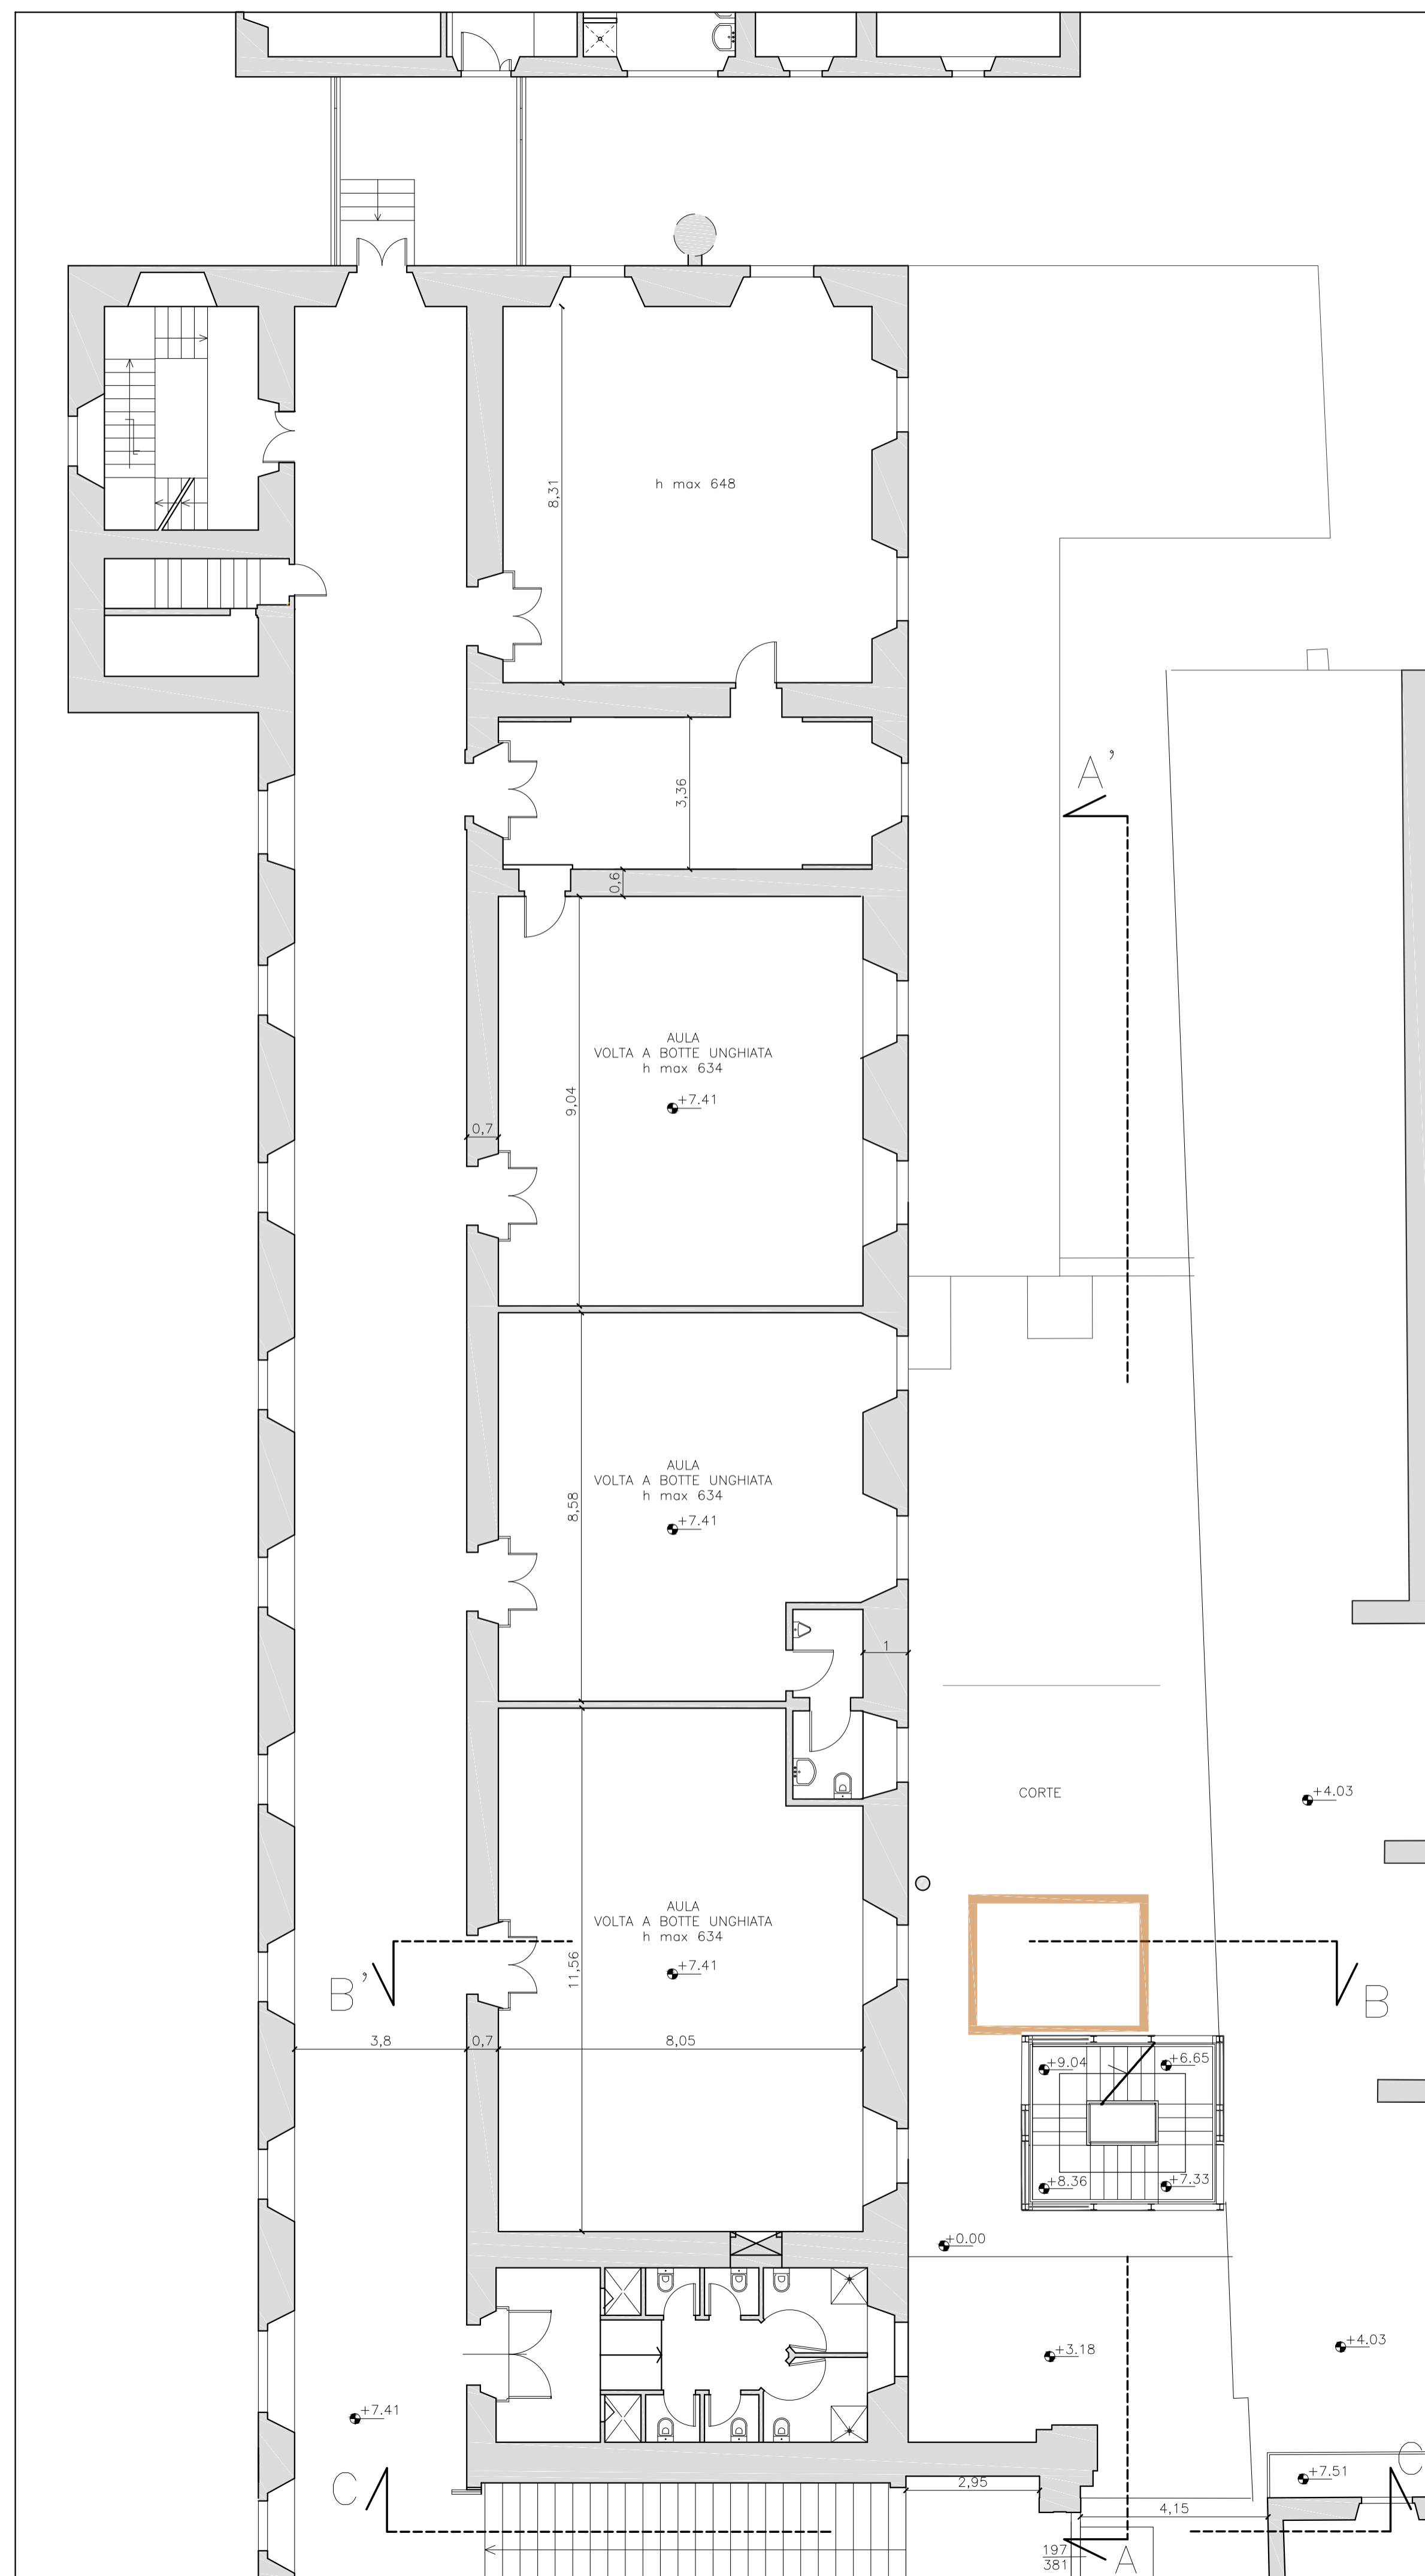 h max 648
8,31
A'
3,36
0,6
AULA
VOLTA A BOTTE UNGHIATA
h max 634
+7.41
9,04
0,7
AULA
VOLTA A BOTTE UNGHIATA
h max 634
+7.41
8,58
1
CORTE
+4.03
AULA
VOLTA A BOTTE UNGHIATA
h max 634
+7.41
11,56
B'
B
3,8
0,7
8,05
+9.04
+6.65
+8.36
+7.33
+0.00
+4.03
+3.18
+7.41
C
C
+7.51
2,95
4,15
197
381
A